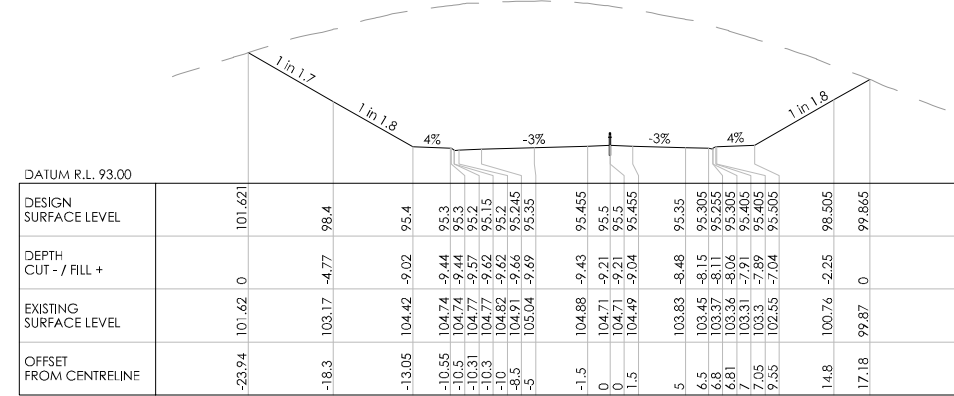 1 in 1.7
1 in 1.8
4%
-3%
-3%
4%
1 in 1.8
DATUM R.L. 93.00
DESIGN
SURFACE LEVEL
101.621 98.4 95.4 95.3 95.3 95.2 95.15 95.2 95.245 95.35 95.455 95.5 95.5 95.455 95.35 95.305 95.255 95.305 95.405 95.405 95.505 98.505 99.865
DEPTH
CUT - / FILL +
0 -4.77 -9.02 -9.44 -9.44 -9.57 -9.62 -9.62 -9.66 -9.69 -9.43 -9.21 -9.21 -9.04 -8.48 -8.15 -8.11 -8.06 -7.91 -7.89 -7.04 -2.25 0
EXISTING
SURFACE LEVEL
101.62 103.17 104.42 104.74 104.74 104.77 104.77 104.82 104.91 105.04 104.88 104.71 104.71 104.49 103.83 103.45 103.37 103.36 103.31 103.3 102.55 100.76 99.87
OFFSET
FROM CENTRELINE
-23.94 -18.3 -13.05 -10.55 -10.5 -10.31 -10.3 -10 -8.5 -5 -1.5 0 0 1.5 5 6.5 6.8 6.81 7 7.05 9.55 14.8 17.18